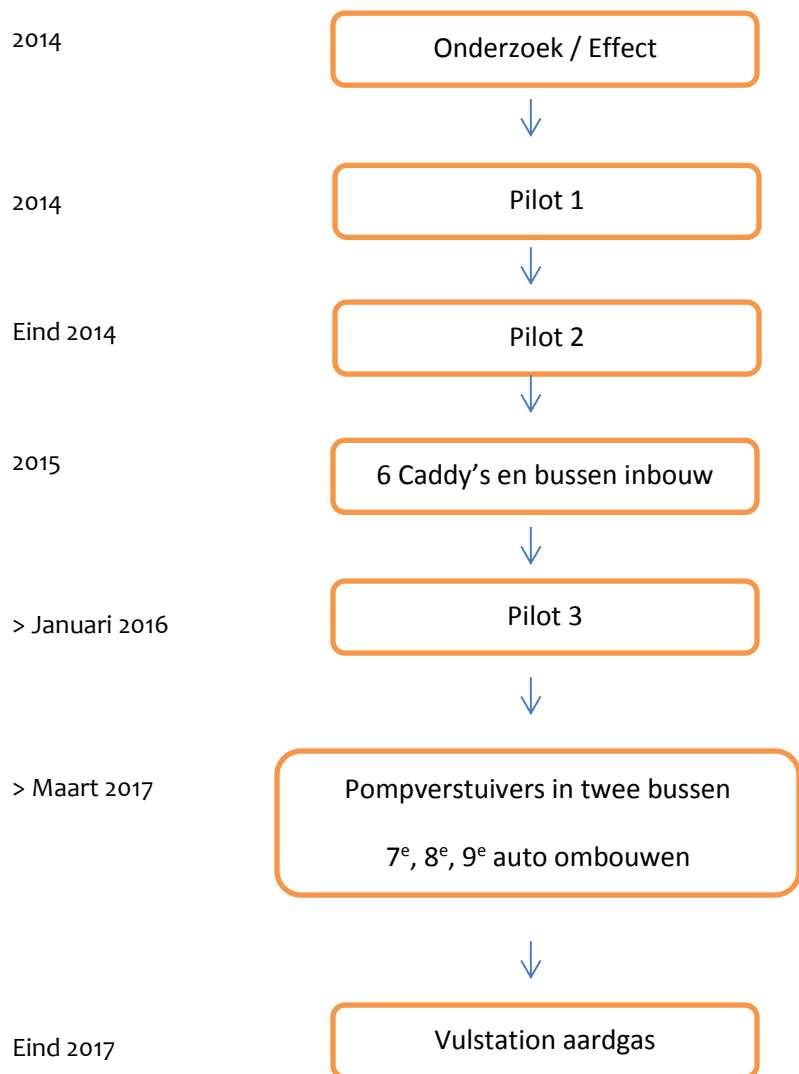 2014
Onderzoek / Effect
2014
Pilot 1
Eind 2014
Pilot 2
2015
6 Caddy’s en bussen inbouw
> Januari 2016
Pilot 3
> Maart 2017
Pompverstuivers in twee bussen
7e, 8e, 9e auto ombouwen
Eind 2017
Vulstation aardgas